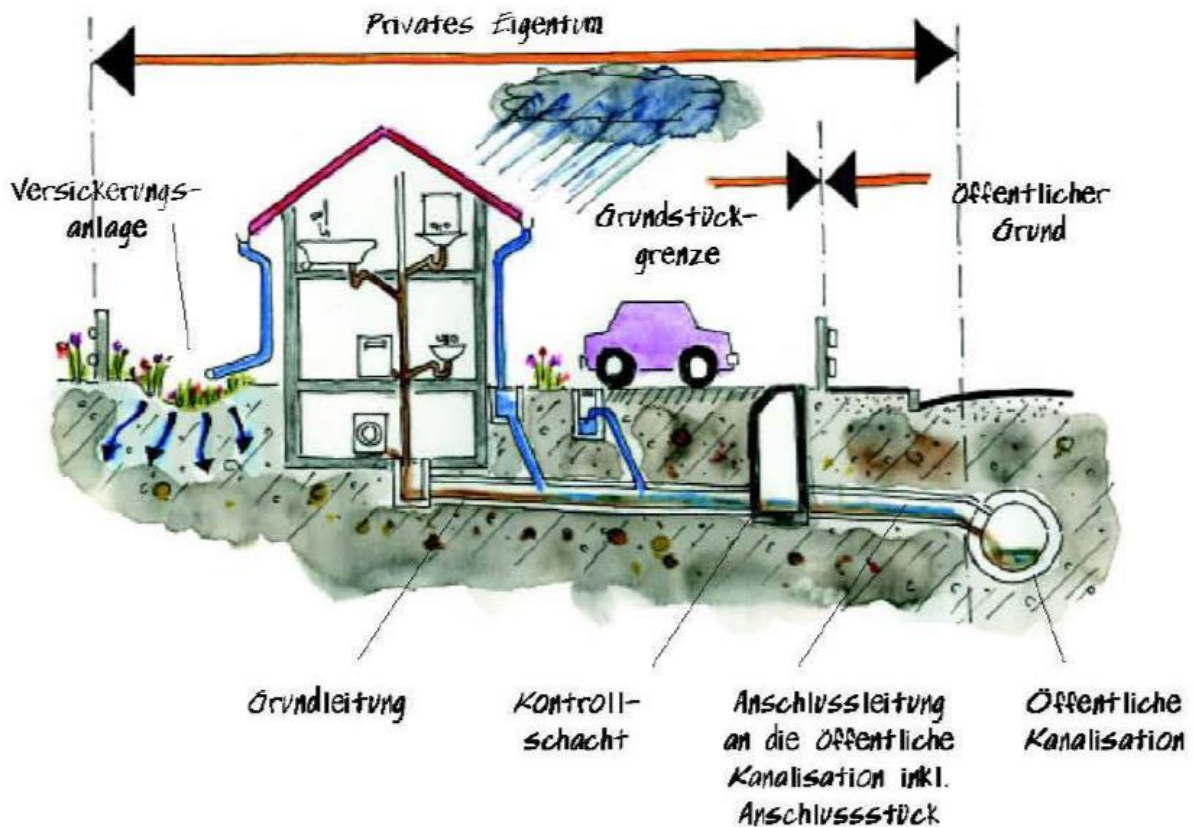 Privates Eigentum
Versickerungs-
anlage
Grundstück-
grenze
Öffentlicher
Grund
Grundleitung
Kontroll-
schacht
Anschlussleitung
an die Öffentliche
Kanalisation inkl.
Anschlussstück
Öffentliche
Kanalisation